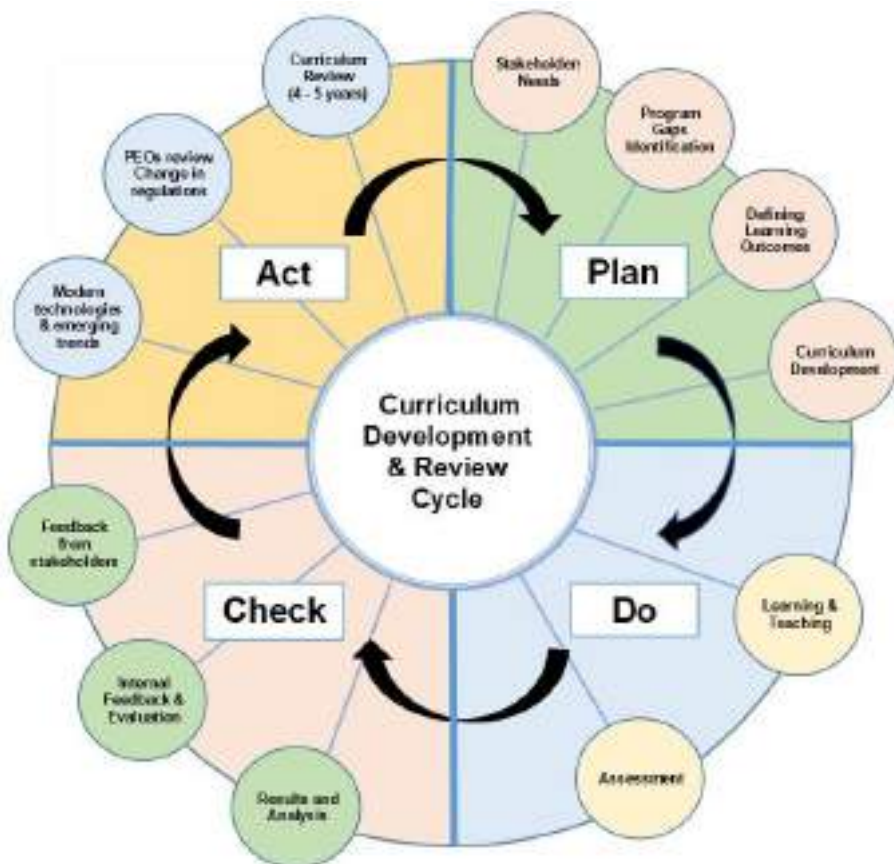 Curriculum
Review
(4 - 5 years)
Stakeholder
Needs
Program
Gaps
Identification
PEOs review
Change in
regulations
Defining
Learning
Outcomes
Act
Plan
Modern
technologies
& emerging
trends
Curriculum
Development
Curriculum
Development
& Review
Cycle
Feedback
from
stakeholders
Check
Do
Learning &
Teaching
Internal
Feedback &
Evaluation
Assessment
Results and
Analysis